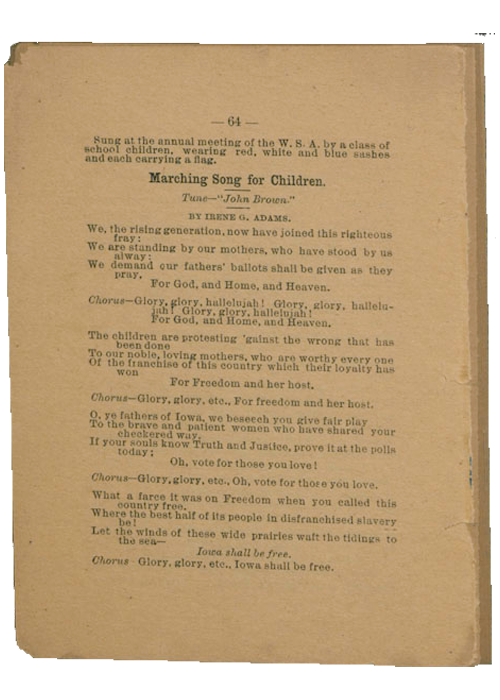 — 64 —
Sung at the annual meeting of the W. S. A. by a class of
school children, wearing red, white and blue sashes
and each carrying a flag.
Marching Song for Children.
Tune—"John Brown."
BY IRENE G. ADAMS.
We, the rising generation, now have joined this righteous
fray;
We are standing by our mothers, who have stood by us
alway;
We demand our fathers' ballots shall be given as they
pray,
For God, and Home, and Heaven.
Chorus—Glory, glory, hallelujah! Glory, glory, hallelu-
jah! Glory, glory, hallelujah!
For God, and Home, and Heaven.
The children are protesting 'gainst the wrong that has
been done
To our noble, loving mothers, who are worthy every one
Of the franchise of this country which their loyalty has
won
For Freedom and her host.
Chorus—Glory, glory, etc., For freedom and her host.
O, ye fathers of Iowa, we beseech you give fair play
To the brave and patient women who have shared your
checkered way.
If your souls know Truth and Justice, prove it at the polls
today;
Oh, vote for those you love!
Chorus—Glory, glory, etc., Oh, vote for those you love.
What a farce it was on Freedom when you called this
country free,
Where the best half of its people in disfranchised slavery
be!
Let the winds of these wide prairies waft the tidings to
the sea—
Iowa shall be free.
Chorus Glory, glory, etc., Iowa shall be free.